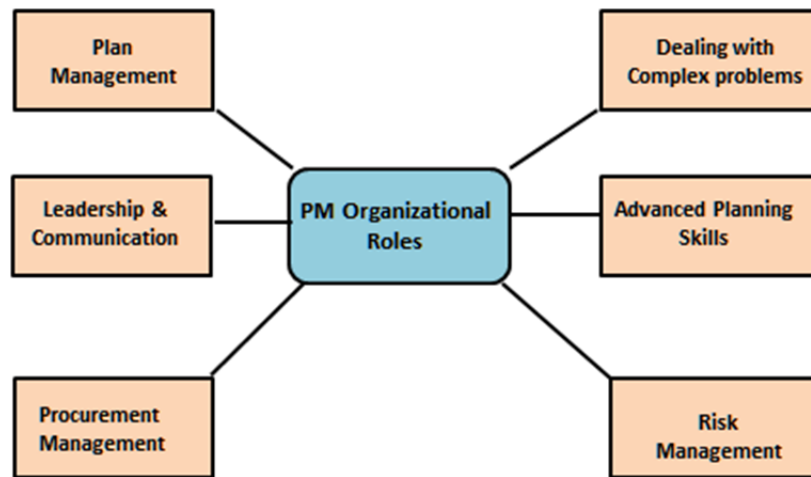 Plan
Management
Dealing with
Complex problems
Leadership &
Communication
PM Organizational
Roles
Advanced Planning
Skills
Procurement
Management
Risk
Management